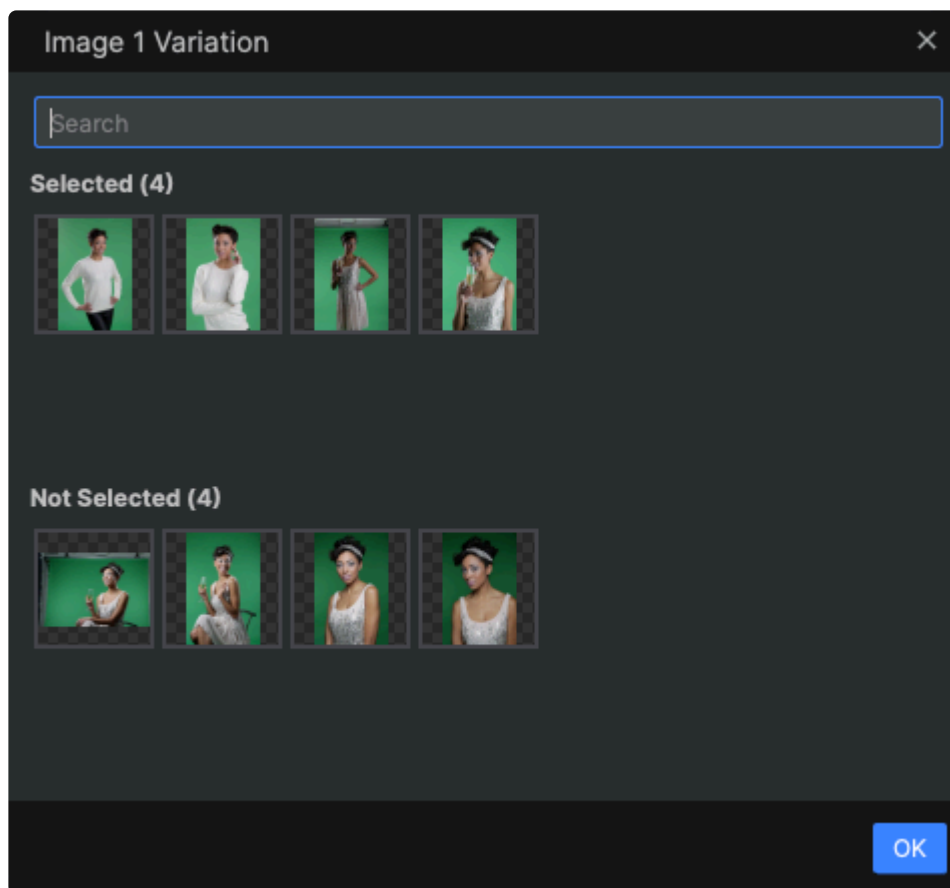 Image 1 Variation
Search
Selected (4)
Not Selected (4)
OK